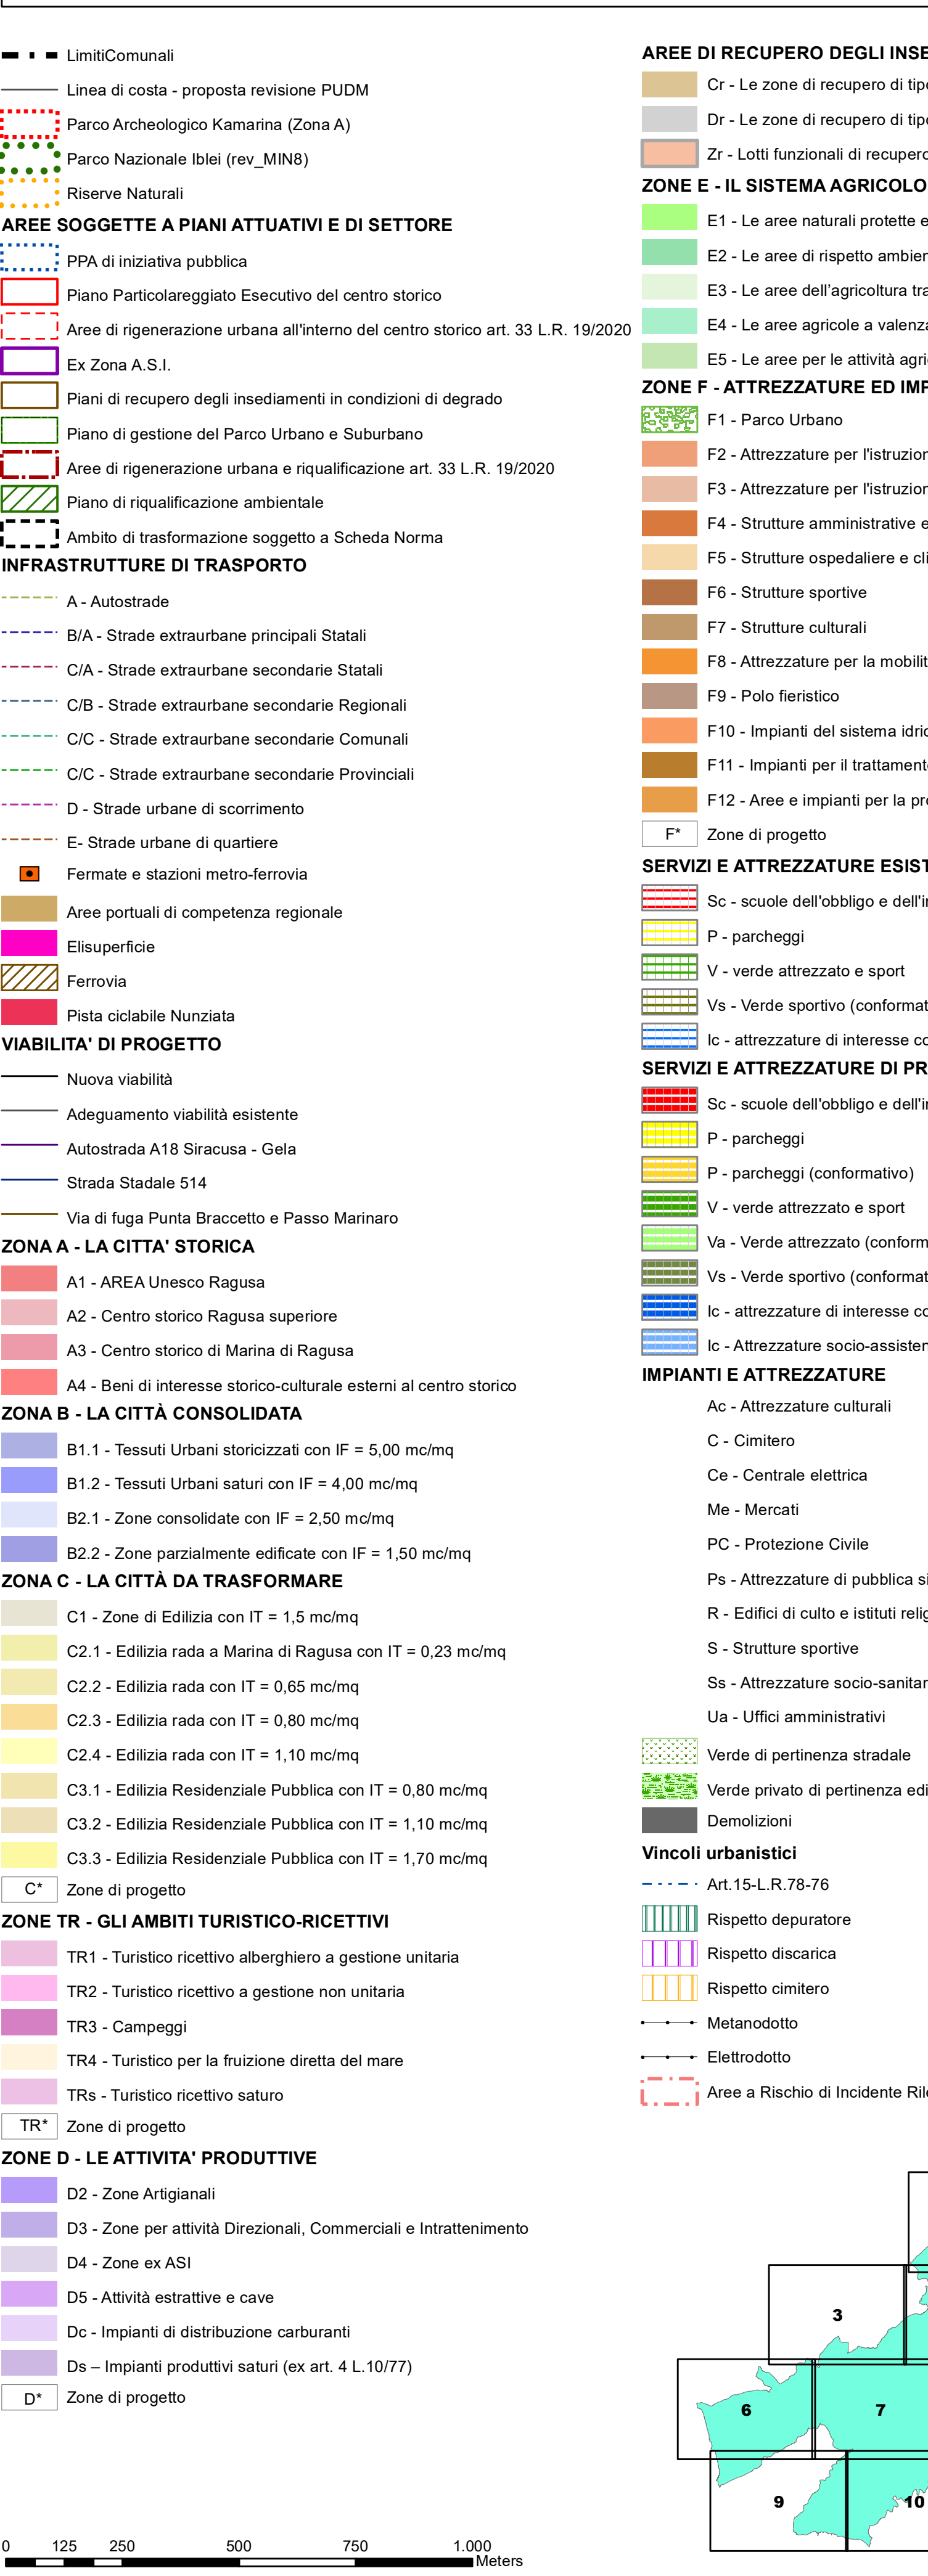 LimitiComunali
Linea di costa - proposta revisione PUDM
Parco Archeologico Kamarina (Zona A)
Parco Nazionale Iblei (rev_MIN8)
Riserve Naturali
AREE SOGGETTE A PIANI ATTUATIVI E DI SETTORE
PPA di iniziativa pubblica
Piano Particolareggiato Esecutivo del centro storico
Aree di rigenerazione urbana all'interno del centro storico art. 33 L.R. 19/2020
Ex Zona A.S.I.
Piani di recupero degli insediamenti in condizioni di degrado
Piano di gestione del Parco Urbano e Suburbano
Aree di rigenerazione urbana e riqualificazione art. 33 L.R. 19/2020
Piano di riqualificazione ambientale
Ambito di trasformazione soggetto a Scheda Norma
INFRASTRUTTURE DI TRASPORTO
A - Autostrade
B/A - Strade extraurbane principali Statali
C/A - Strade extraurbane secondarie Statali
C/B - Strade extraurbane secondarie Regionali
C/C - Strade extraurbane secondarie Comunali
C/C - Strade extraurbane secondarie Provinciali
D - Strade urbane di scorrimento
E- Strade urbane di quartiere
Fermate e stazioni metro-ferrovia
Aree portuali di competenza regionale
Elisuperficie
Ferrovia
Pista ciclabile Nunziata
VIABILITA' DI PROGETTO
Nuova viabilità
Adeguamento viabilità esistente
Autostrada A18 Siracusa - Gela
Strada Stadale 514
Via di fuga Punta Braccetto e Passo Marinaro
ZONA A - LA CITTA' STORICA
A1 - AREA Unesco Ragusa
A2 - Centro storico Ragusa superiore
A3 - Centro storico di Marina di Ragusa
A4 - Beni di interesse storico-culturale esterni al centro storico
ZONA B - LA CITTÀ CONSOLIDATA
B1.1 - Tessuti Urbani storicizzati con IF = 5,00 mc/mq
B1.2 - Tessuti Urbani saturi con IF = 4,00 mc/mq
B2.1 - Zone consolidate con IF = 2,50 mc/mq
B2.2 - Zone parzialmente edificate con IF = 1,50 mc/mq
ZONA C - LA CITTÀ DA TRASFORMARE
C1 - Zone di Edilizia con IT = 1,5 mc/mq
C2.1 - Edilizia rada a Marina di Ragusa con IT = 0,23 mc/mq
C2.2 - Edilizia rada con IT = 0,65 mc/mq
C2.3 - Edilizia rada con IT = 0,80 mc/mq
C2.4 - Edilizia rada con IT = 1,10 mc/mq
C3.1 - Edilizia Residenziale Pubblica con IT = 0,80 mc/mq
C3.2 - Edilizia Residenziale Pubblica con IT = 1,10 mc/mq
C3.3 - Edilizia Residenziale Pubblica con IT = 1,70 mc/mq
C* Zone di progetto
ZONE TR - GLI AMBITI TURISTICO-RICETTIVI
TR1 - Turistico ricettivo alberghiero a gestione unitaria
TR2 - Turistico ricettivo a gestione non unitaria
TR3 - Campeggi
TR4 - Turistico per la fruizione diretta del mare
TRs - Turistico ricettivo saturo
TR* Zone di progetto
ZONE D - LE ATTIVITA' PRODUTTIVE
D2 - Zone Artigianali
D3 - Zone per attività Direzionali, Commerciali e Intrattenimento
D4 - Zone ex ASI
D5 - Attività estrattive e cave
Dc - Impianti di distribuzione carburanti
Ds – Impianti produttivi saturi (ex art. 4 L.10/77)
D* Zone di progetto
0 125 250 500 750 1.000
Meters
AREE DI RECUPERO DEGLI INSE
Cr - Le zone di recupero di tipo
Dr - Le zone di recupero di tipo
Zr - Lotti funzionali di recupero
ZONE E - IL SISTEMA AGRICOLO
E1 - Le aree naturali protette e
E2 - Le aree di rispetto ambien
E3 - Le aree dell'agricoltura tra
E4 - Le aree agricole a valenza
E5 - Le aree per le attività agri
ZONE F - ATTREZZATURE ED IMP
F1 - Parco Urbano
F2 - Attrezzature per l'istruzion
F3 - Attrezzature per l'istruzion
F4 - Strutture amministrative e
F5 - Strutture ospedaliere e cli
F6 - Strutture sportive
F7 - Strutture culturali
F8 - Attrezzature per la mobilit
F9 - Polo fieristico
F10 - Impianti del sistema idric
F11 - Impianti per il trattament
F12 - Aree e impianti per la pro
F* Zone di progetto
SERVIZI E ATTREZZATURE ESIST
Sc - scuole dell'obbligo e dell'in
P - parcheggi
V - verde attrezzato e sport
Vs - Verde sportivo (conformat
Ic - attrezzature di interesse co
SERVIZI E ATTREZZATURE DI PR
Sc - scuole dell'obbligo e dell'in
P - parcheggi
P - parcheggi (conformativo)
V - verde attrezzato e sport
Va - Verde attrezzato (conform
Vs - Verde sportivo (conformat
Ic - attrezzature di interesse co
Ic - Attrezzature socio-assisten
IMPIANTI E ATTREZZATURE
Ac - Attrezzature culturali
C - Cimitero
Ce - Centrale elettrica
Me - Mercati
PC - Protezione Civile
Ps - Attrezzature di pubblica si
R - Edifici di culto e istituti relig
S - Strutture sportive
Ss - Attrezzature socio-sanitar
Ua - Uffici amministrativi
Verde di pertinenza stradale
Verde privato di pertinenza edi
Demolizioni
Vincoli urbanistici
Art.15-L.R.78-76
Rispetto depuratore
Rispetto discarica
Rispetto cimitero
Metanodotto
Elettrodotto
Aree a Rischio di Incidente Rile
3
6 7
9 10